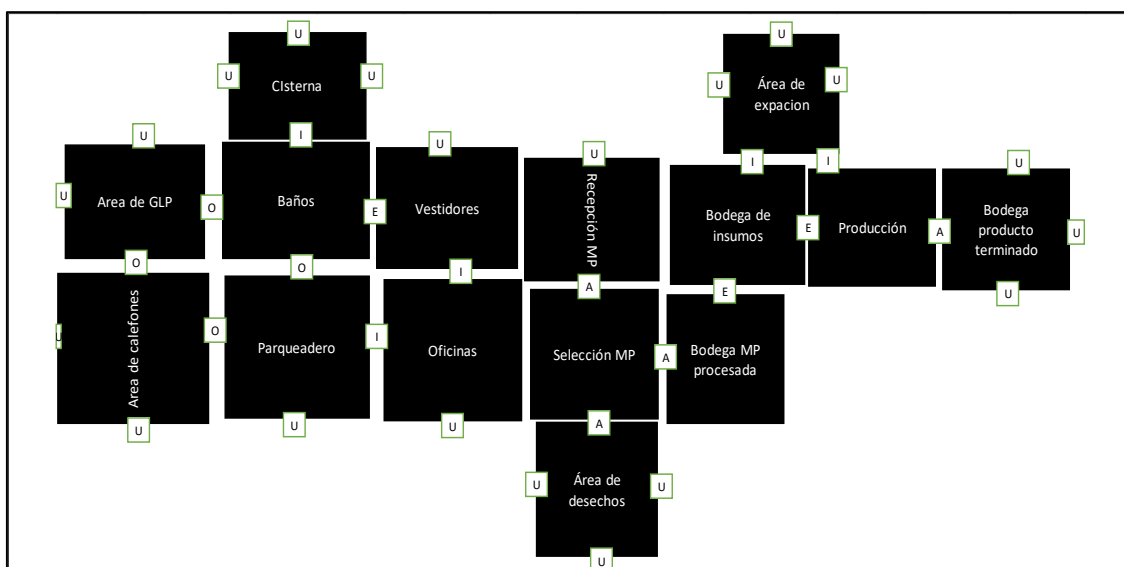 U
U
CIsterna
U
I
U
Área de
expacion
U
U
I
I
U
Area de GLP
U
O
O
Baños
E
O
U
Vestidores
I
U
Recepción MP
A
Bodega de
insumos
E
E
Producción
A
U
Bodega
producto
terminado
U
U
U
Area de calefones
O
U
Parqueadero
I
U
Oficinas
U
Selección MP
A
A
Bodega MP
procesada
U
Área de
desechos
U
U